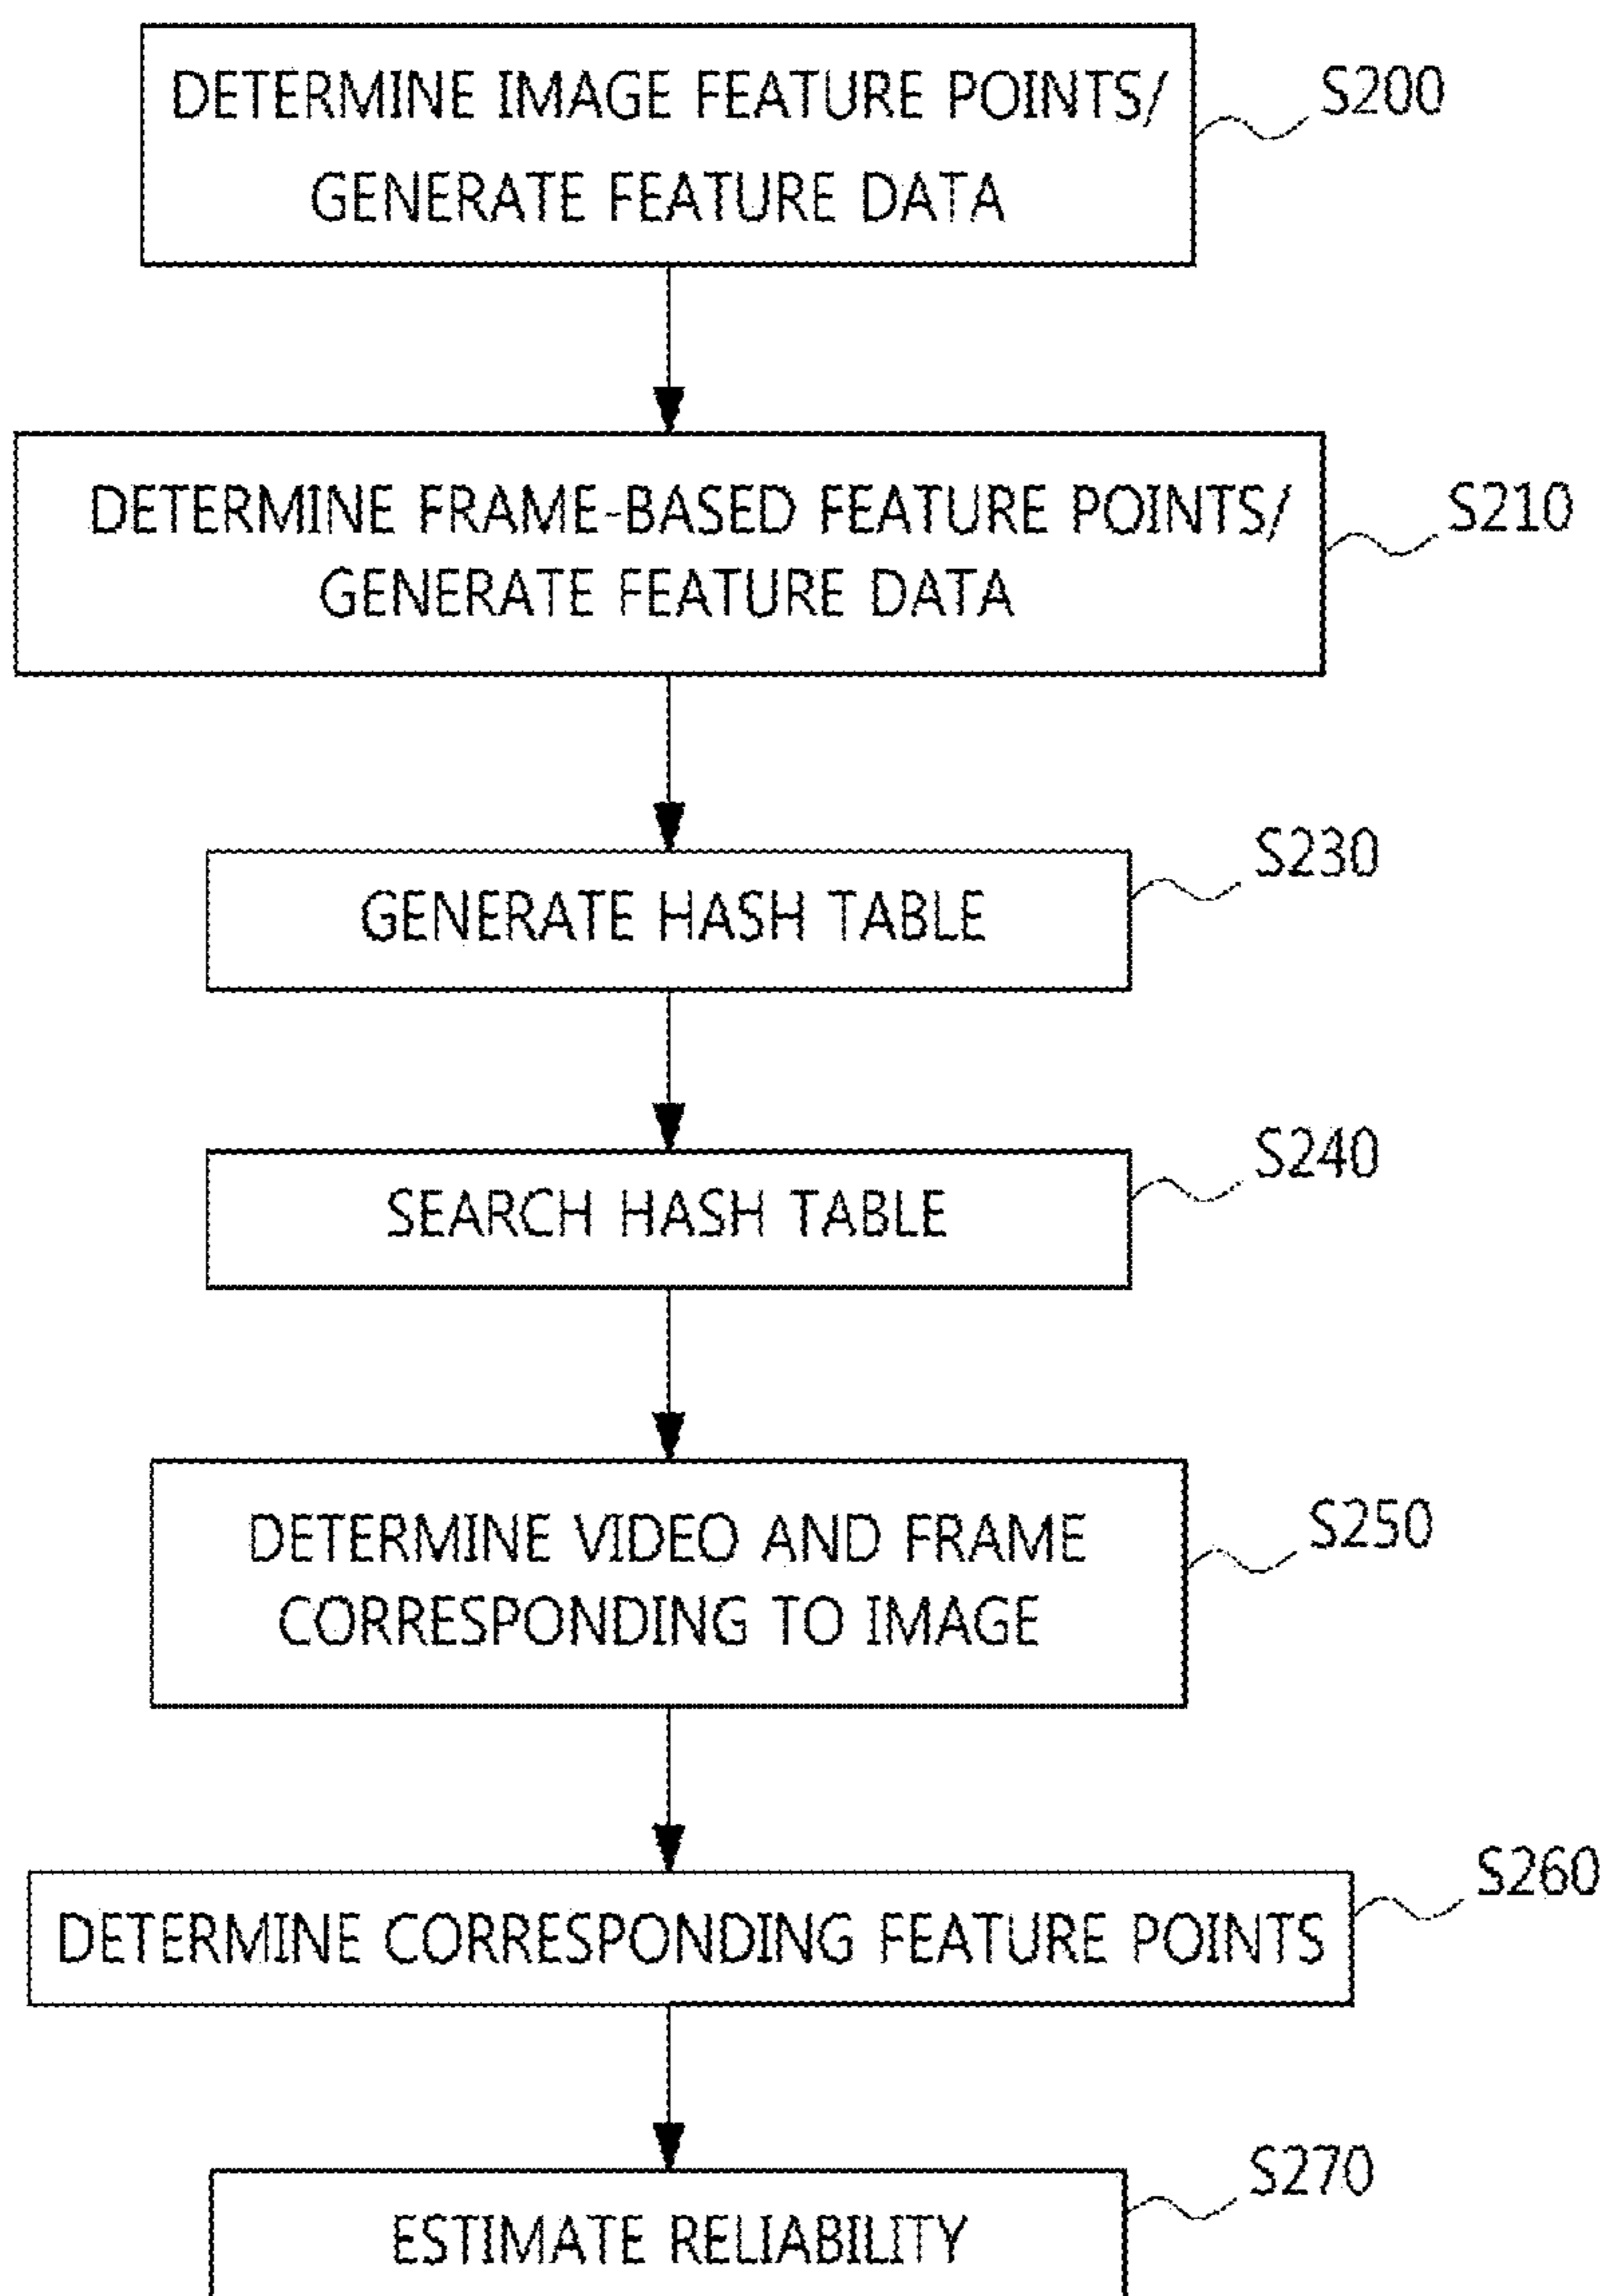 DETERMINE IMAGE FEATURE POINTS/
GENERATE FEATURE DATA
S200
DETERMINE FRAME-BASED FEATURE POINTS/
GENERATE FEATURE DATA
S210
GENERATE HASH TABLE
S230
SEARCH HASH TABLE
S240
DETERMINE VIDEO AND FRAME
CORRESPONDING TO IMAGE
S250
DETERMINE CORRESPONDING FEATURE POINTS
S260
ESTIMATE RELIABILITY
S270